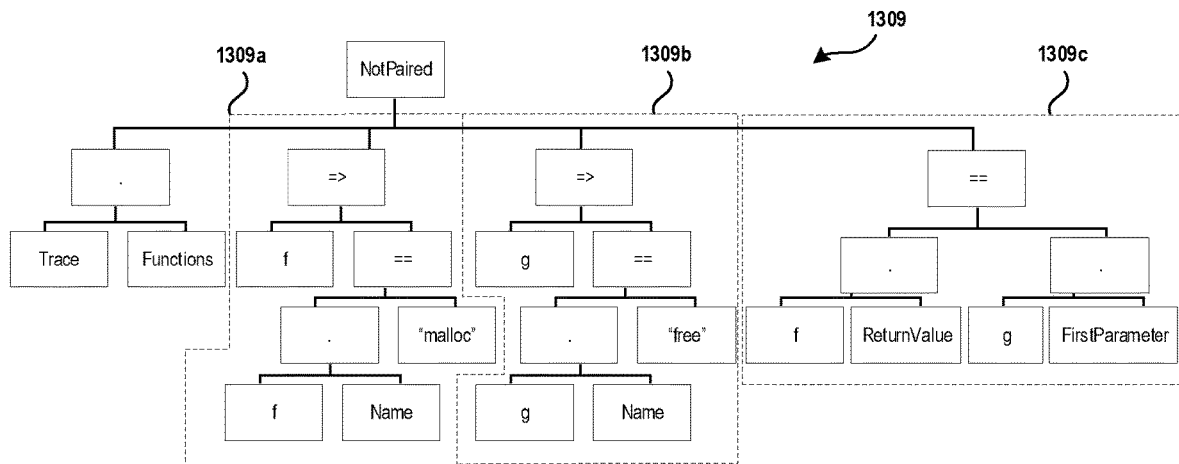 1309
1309a
1309b
1309c
NotPaired
. => => ==
Trace Functions f == g == . .
. "malloc" . "free" f ReturnValue g FirstParameter
f Name g Name